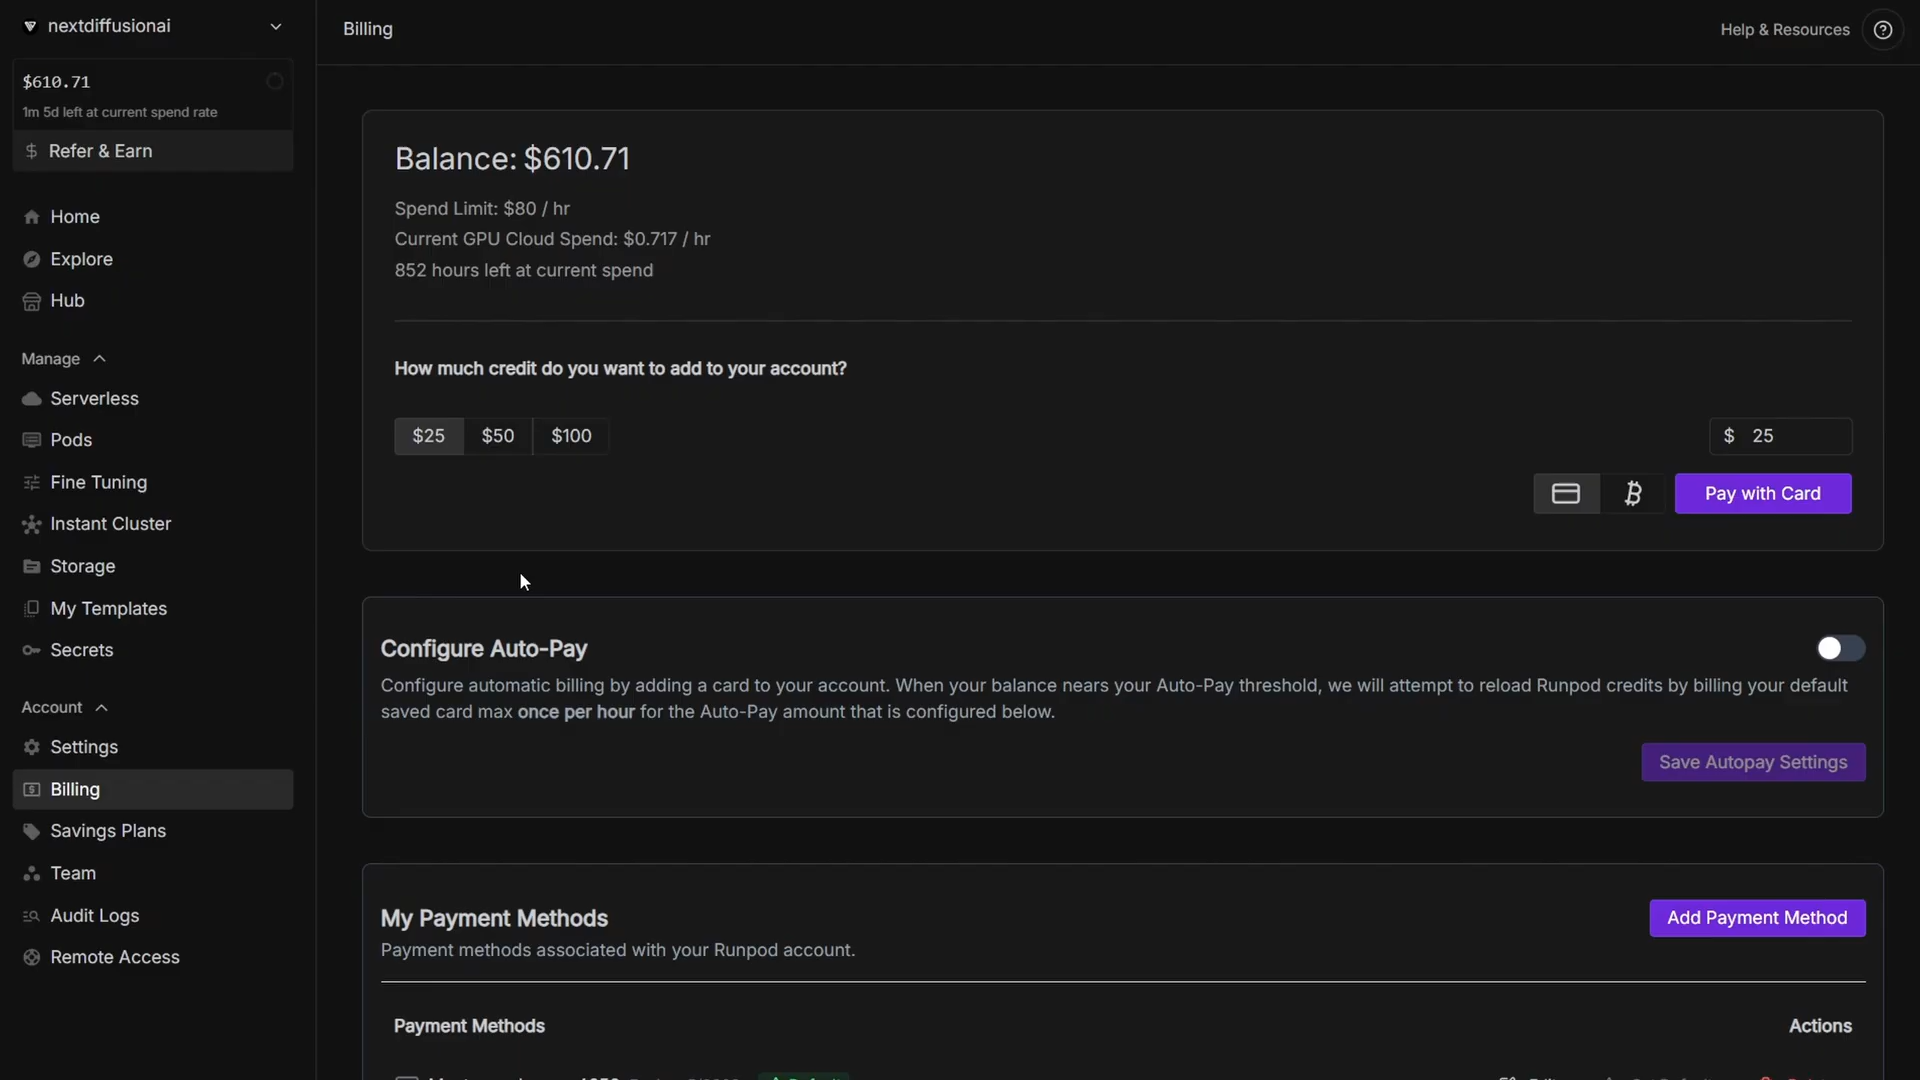 nextdiffusionai
$610.71
1m 5d left at current spend rate
$ Refer & Earn
Home
Explore
Hub
Manage
Serverless
Pods
Fine Tuning
Instant Cluster
Storage
My Templates
Secrets
Account
Settings
Billing
Savings Plans
Team
Audit Logs
Remote Access
Billing
Help & Resources
Balance: $610.71
Spend Limit: $80 / hr
Current GPU Cloud Spend: $0.717 / hr
852 hours left at current spend
How much credit do you want to add to your account?
$25 $50 $100
$ 25
Pay with Card
Configure Auto-Pay
Configure automatic billing by adding a card to your account. When your balance nears your Auto-Pay threshold, we will attempt to reload Runpod credits by billing your default
saved card max once per hour for the Auto-Pay amount that is configured below.
Save Autopay Settings
My Payment Methods
Add Payment Method
Payment methods associated with your Runpod account.
Payment Methods
Actions